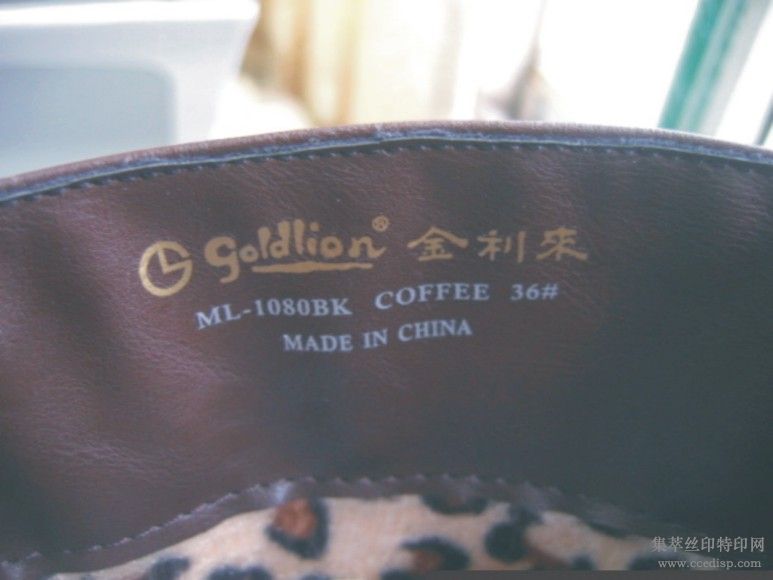 Goldlion® 金利來
ML-1080BK COFFEE 36#
MADE IN CHINA
集萃丝印特印网
www.ccedisp.com